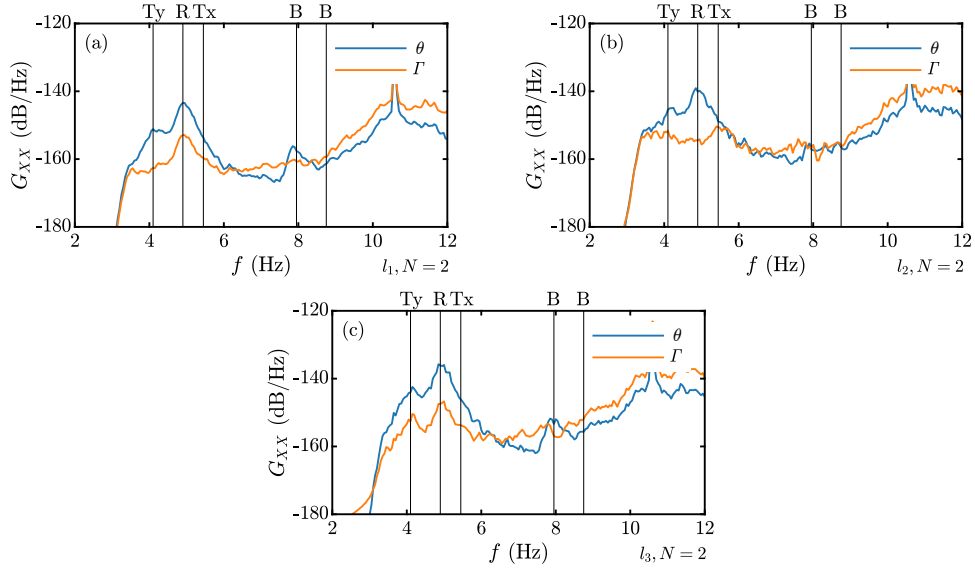 Ty R Tx B B
(a)
θ
Γ
-120
-140
-160
-180
G_XX (dB/Hz)
2 4 6 8 10 12
f (Hz)
l₁, N = 2
Ty R Tx B B
(b)
θ
Γ
-120
-140
-160
-180
G_XX (dB/Hz)
2 4 6 8 10 12
f (Hz)
l₂, N = 2
Ty R Tx B B
(c)
θ
Γ
-120
-140
-160
-180
G_XX (dB/Hz)
2 4 6 8 10 12
f (Hz)
l₃, N = 2